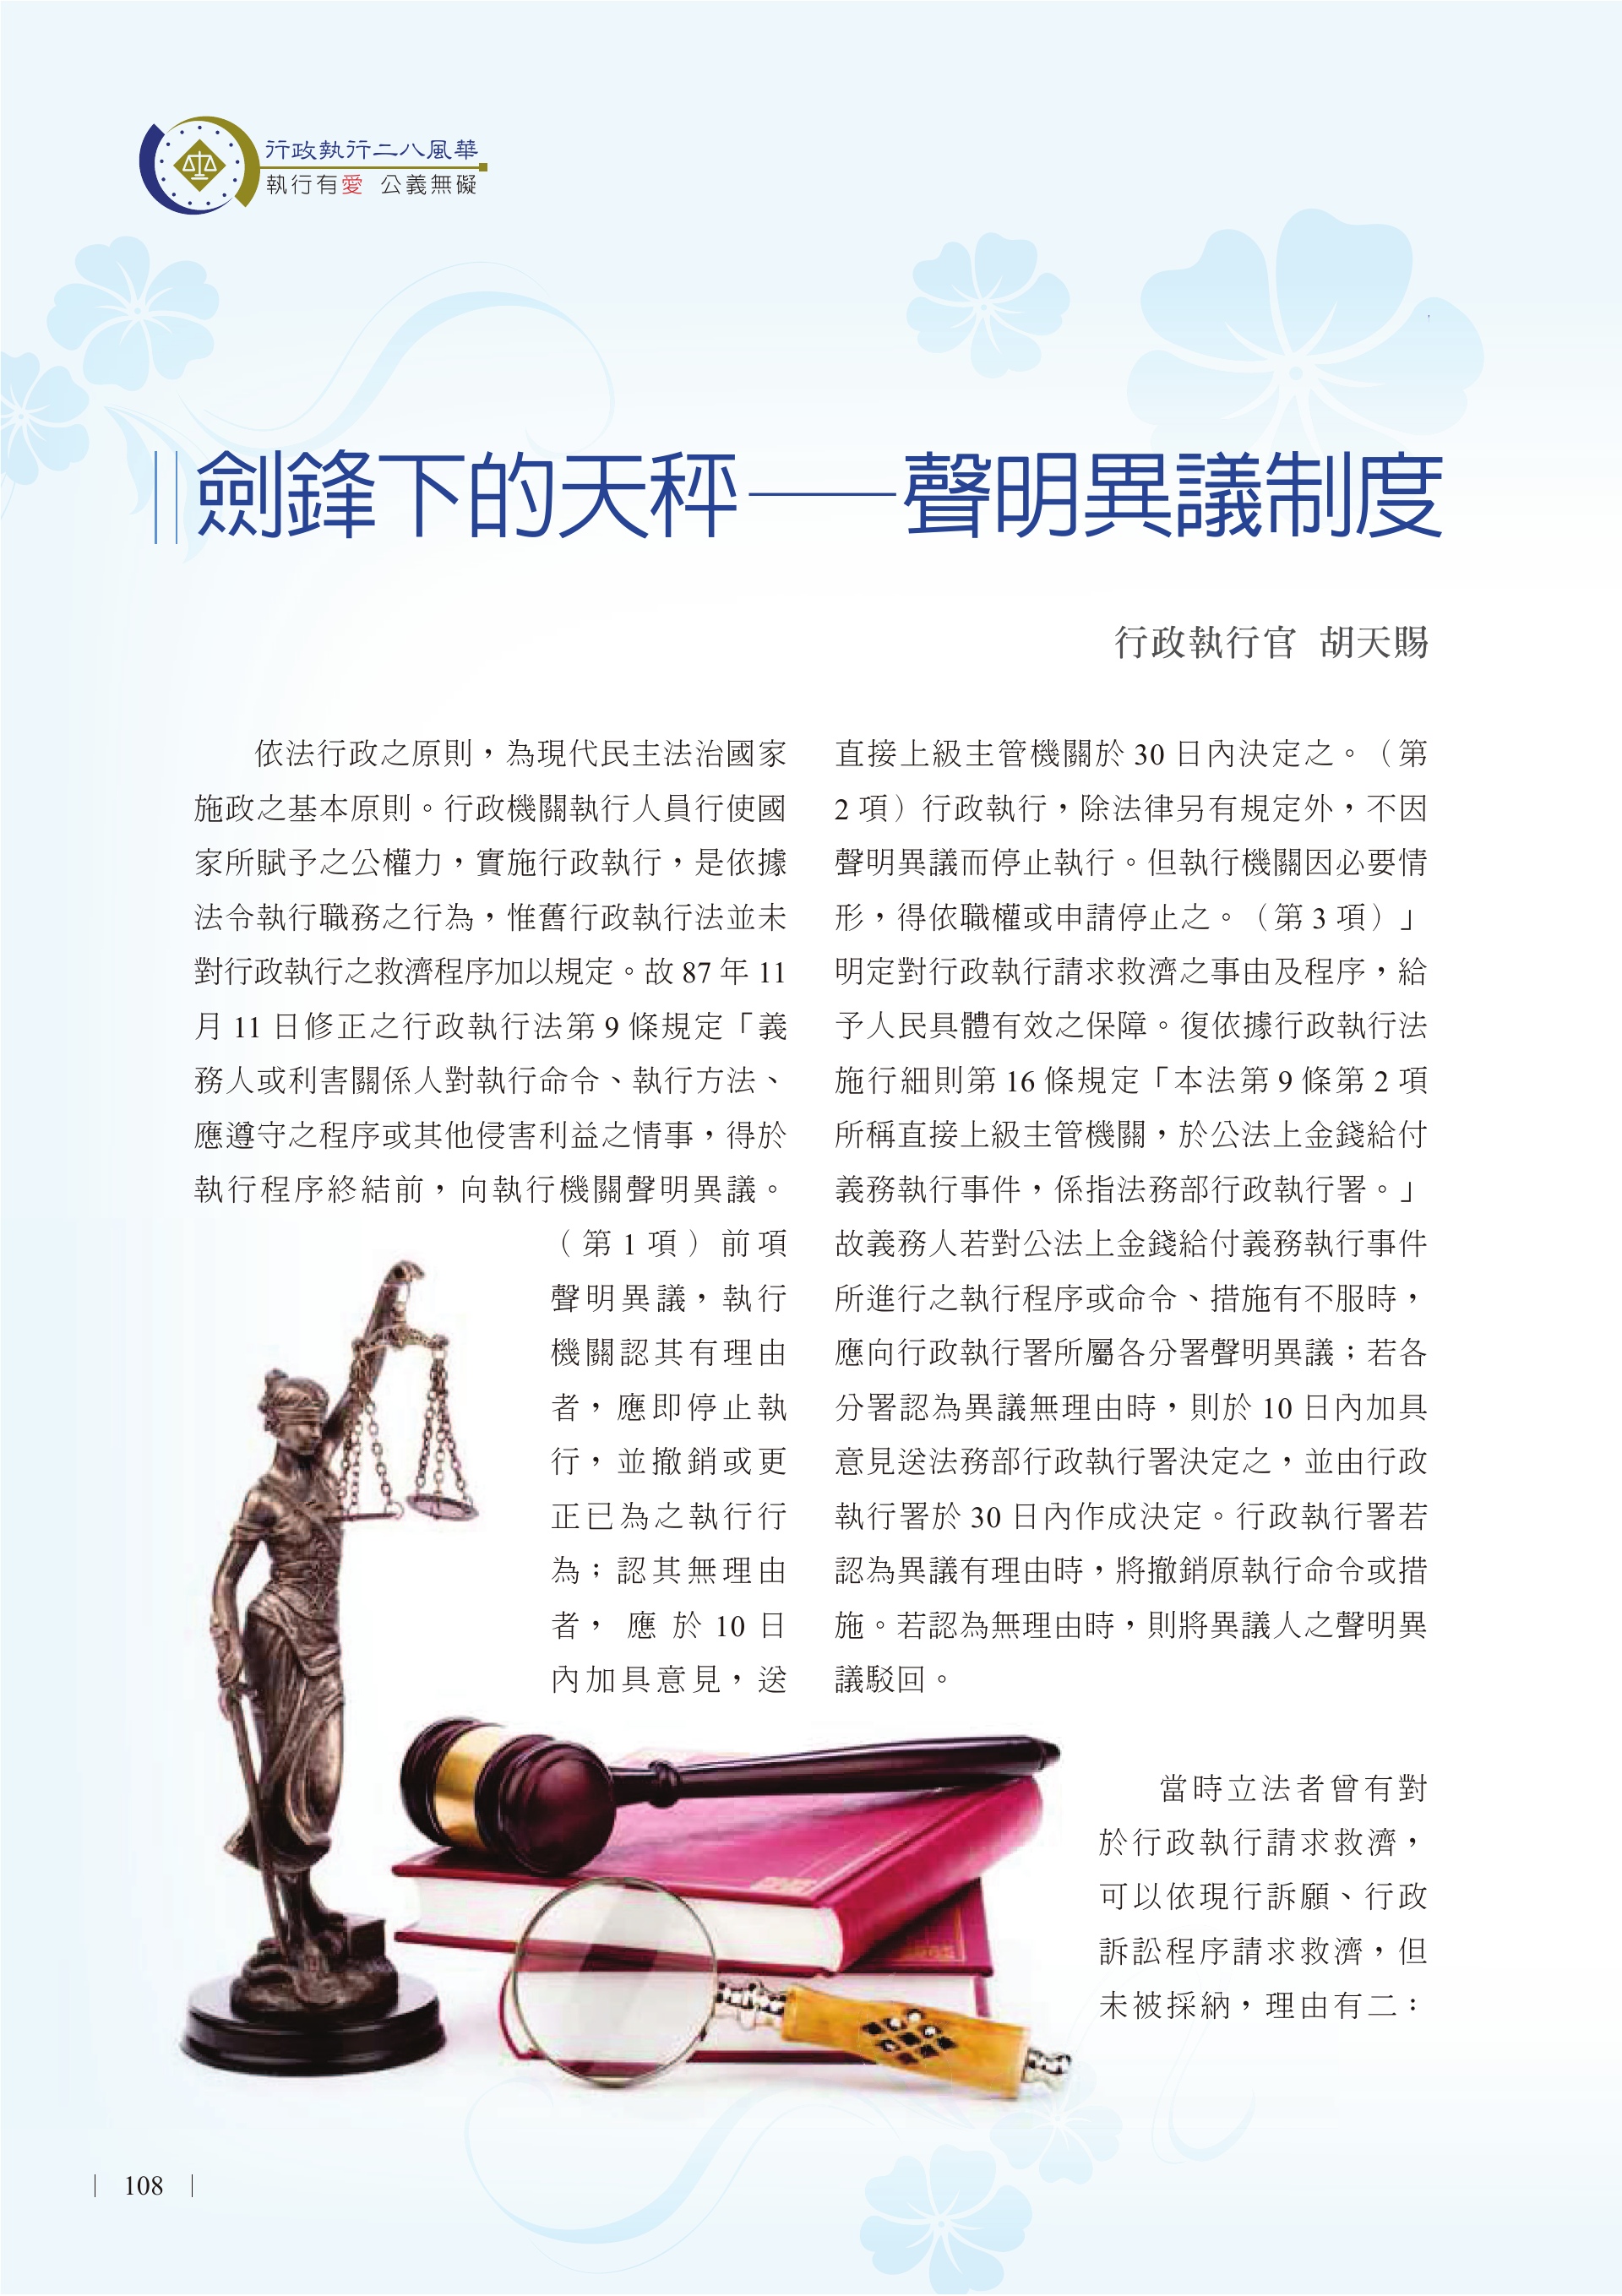 行政執行二八風華
執行有愛 公義無礙
劍鋒下的天秤——聲明異議制度
行政執行官 胡天賜
依法行政之原則，為現代民主法治國家
施政之基本原則。行政機關執行人員行使國
家所賦予之公權力，實施行政執行，是依據
法令執行職務之行為，惟舊行政執行法並未
對行政執行之救濟程序加以規定。故 87 年 11
月 11 日修正之行政執行法第 9 條規定「義
務人或利害關係人對執行命令、執行方法、
應遵守之程序或其他侵害利益之情事，得於
執行程序終結前，向執行機關聲明異議。
（第 1 項）前項
聲明異議，執行
機關認其有理由
者，應即停止執
行，並撤銷或更
正已為之執行行
為；認其無理由
者，應於 10 日
內加具意見，送
直接上級主管機關於 30 日內決定之。（第
2 項）行政執行，除法律另有規定外，不因
聲明異議而停止執行。但執行機關因必要情
形，得依職權或申請停止之。（第 3 項）」
明定對行政執行請求救濟之事由及程序，給
予人民具體有效之保障。復依據行政執行法
施行細則第 16 條規定「本法第 9 條第 2 項
所稱直接上級主管機關，於公法上金錢給付
義務執行事件，係指法務部行政執行署。」
故義務人若對公法上金錢給付義務執行事件
所進行之執行程序或命令、措施有不服時，
應向行政執行署所屬各分署聲明異議；若各
分署認為異議無理由時，則於 10 日內加具
意見送法務部行政執行署決定之，並由行政
執行署於 30 日內作成決定。行政執行署若
認為異議有理由時，將撤銷原執行命令或措
施。若認為無理由時，則將異議人之聲明異
議駁回。
當時立法者曾有對
於行政執行請求救濟，
可以依現行訴願、行政
訴訟程序請求救濟，但
未被採納，理由有二：
108